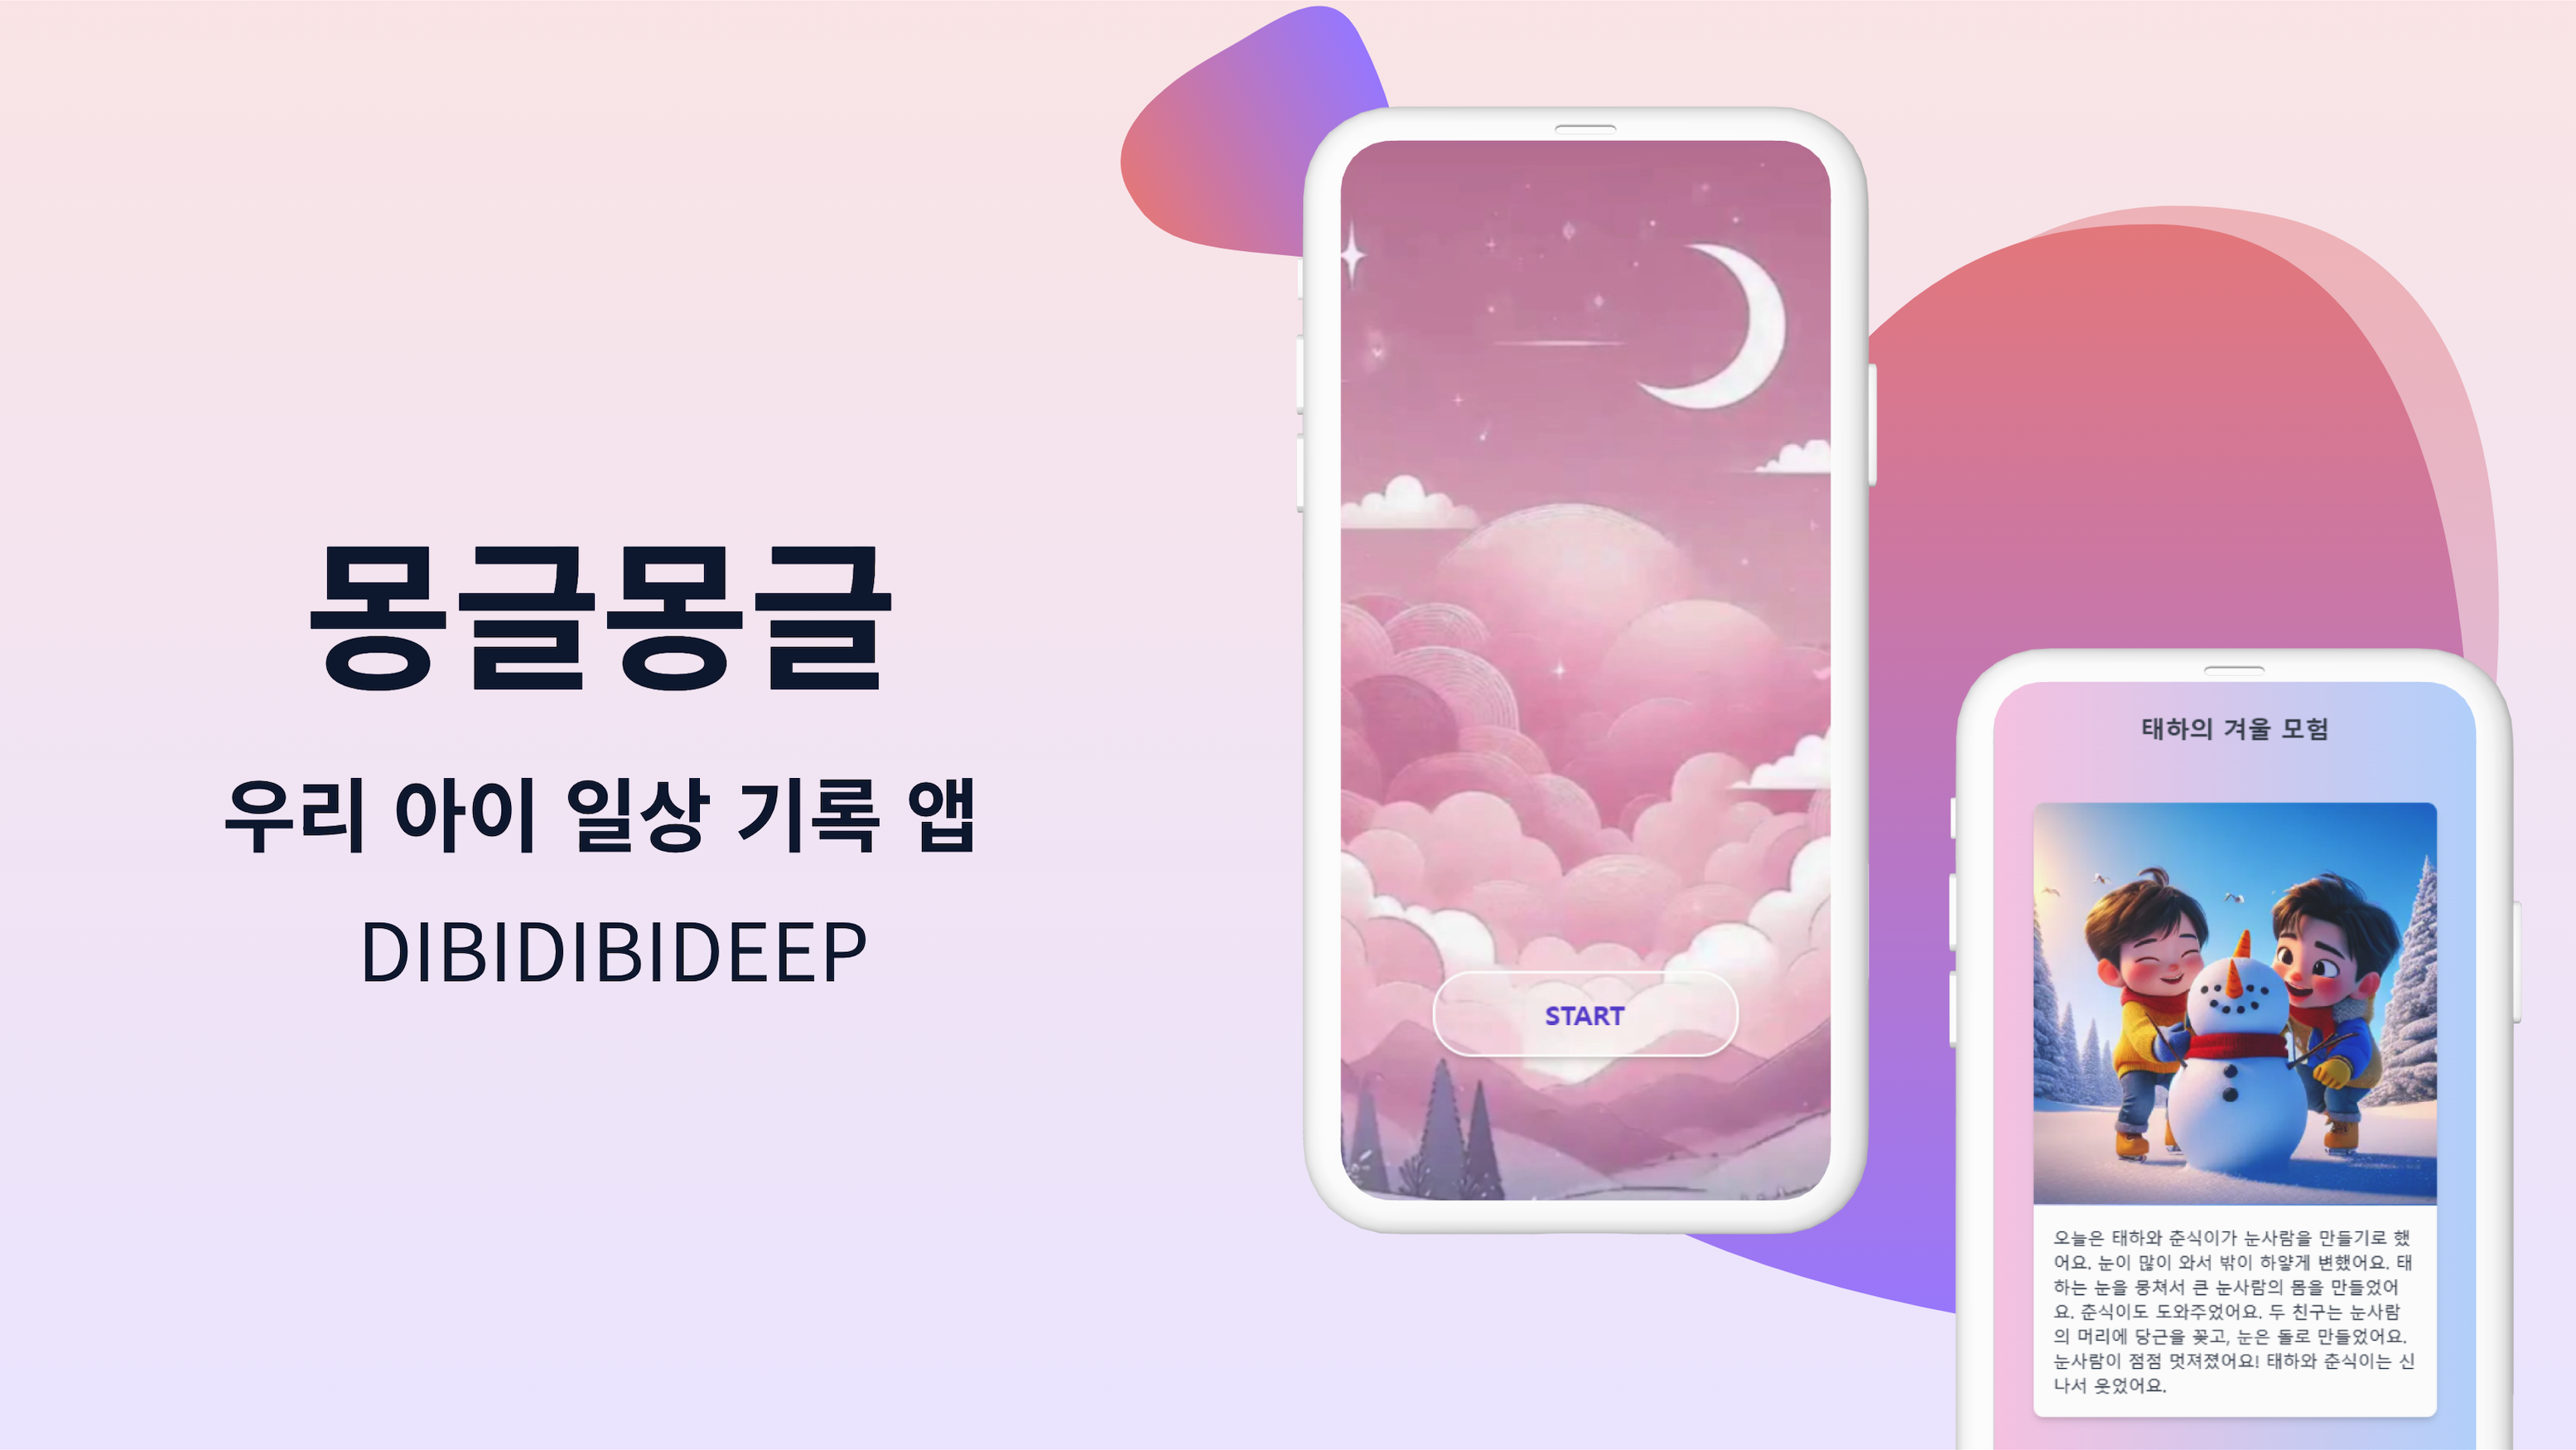 몽글몽글
우리 아이 일상 기록 앱
DIBIDIBIDEEP
START
태하의 겨울 모험
오늘은 태하와 춘식이가 눈사람을 만들기로 했
어요. 눈이 많이 와서 밖이 하얗게 변했어요. 태
하는 눈을 뭉쳐서 큰 눈사람의 몸을 만들었어
요. 춘식이도 도와주었어요. 두 친구는 눈사람
의 머리에 당근을 꽂고, 눈은 돌로 만들었어요.
눈사람이 점점 멋져졌어요! 태하와 춘식이는 신
나서 웃었어요.